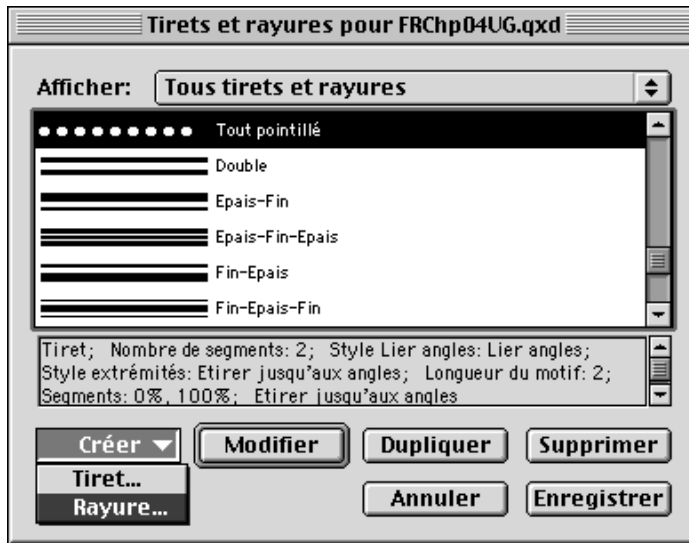 Tirets et rayures pour FRChp04UG.qxd
Afficher: Tous tirets et rayures
Tout pointillé
Double
Epais-Fin
Epais-Fin-Epais
Fin-Epais
Fin-Epais-Fin
Tiret; Nombre de segments: 2; Style Lier angles: Lier angles;
Style extrémités: Etirer jusqu'aux angles; Longueur du motif: 2;
Segments: 0%, 100%; Etirer jusqu'aux angles
Créer Modifier Dupliquer Supprimer
Tiret...
Rayure... Annuler Enregistrer